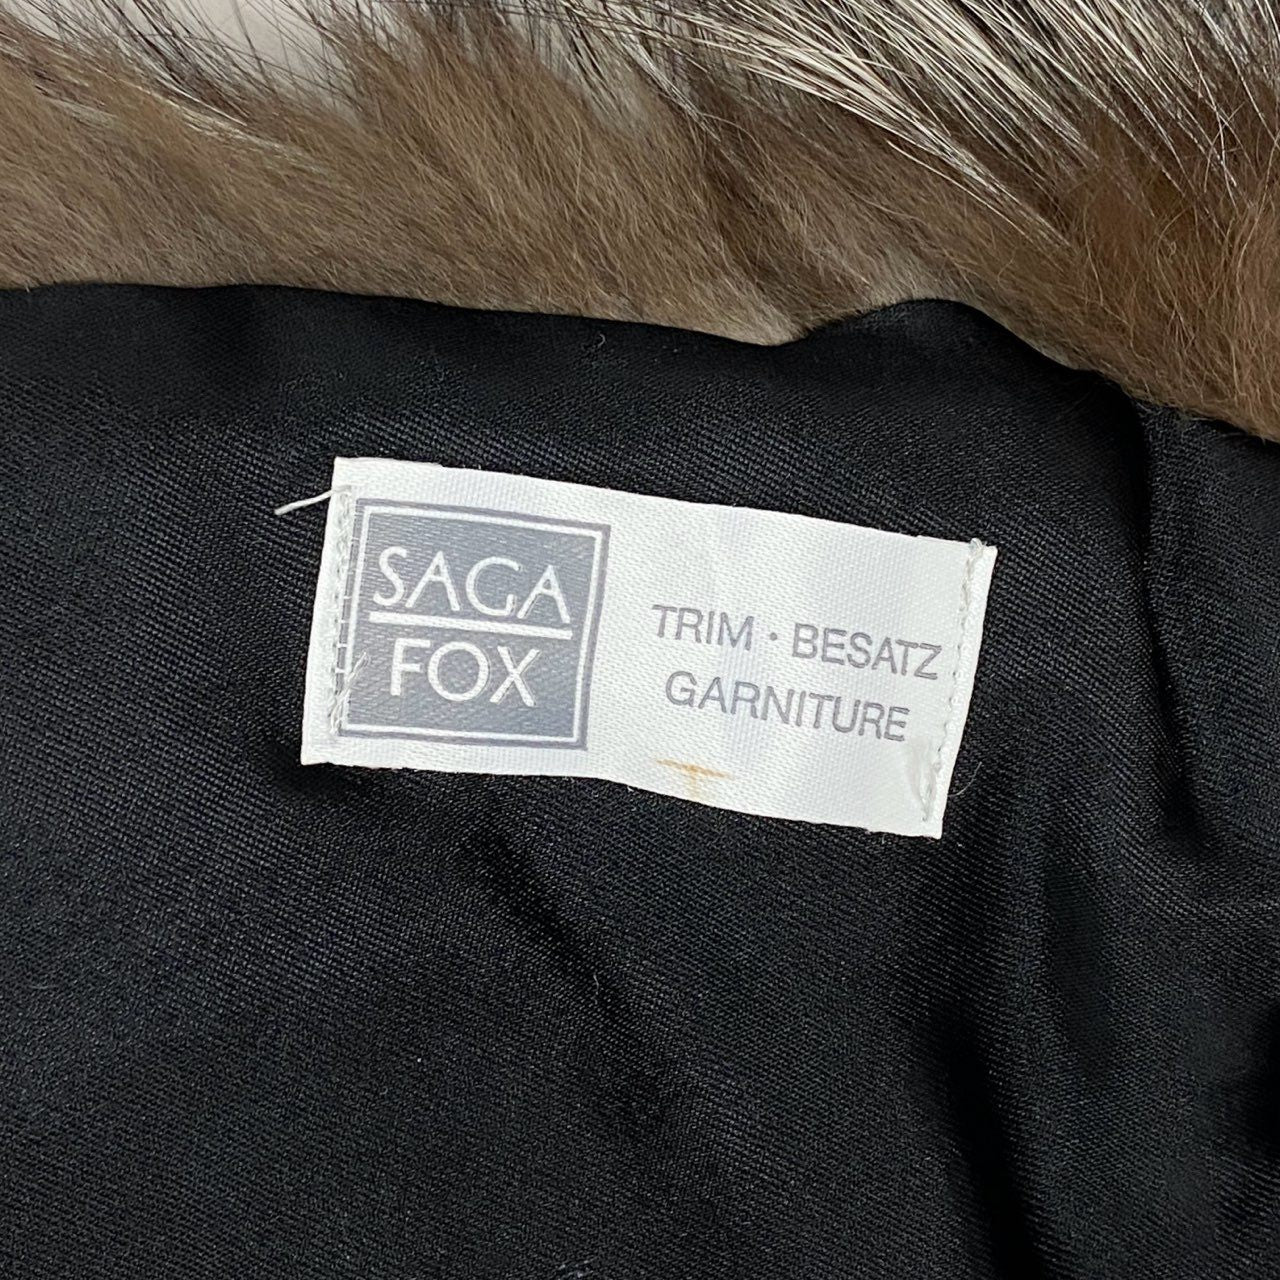 SAGA
FOX
TRIM · BESATZ
GARNITURE